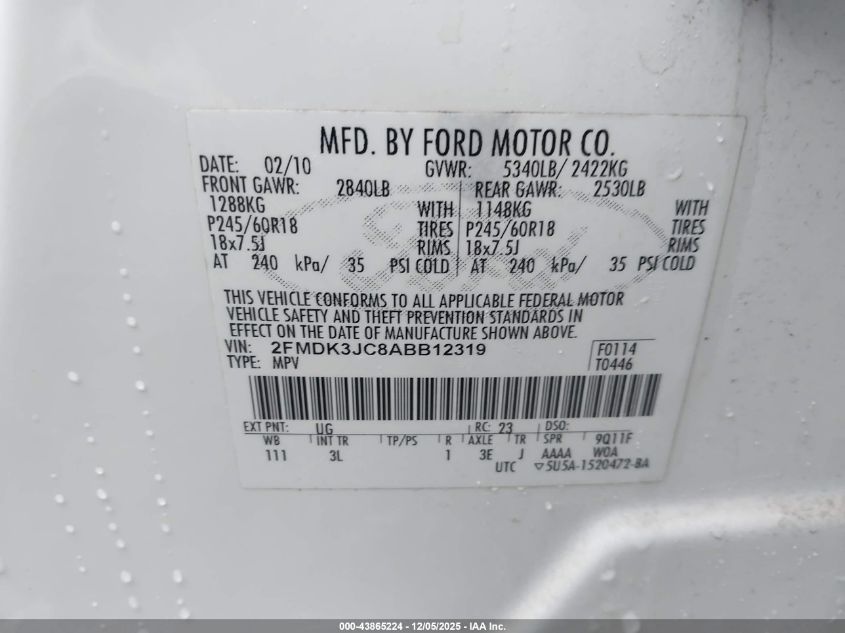 MFD. BY FORD MOTOR CO.
DATE: 02/10 GVWR: 5340LB/ 2422KG
FRONT GAWR: 2840LB REAR GAWR: 2530LB
1288KG WITH 1148KG WITH
P245/60R18 TIRES P245/60R18 TIRES
18x7.5J RIMS 18x7.5J RIMS
AT 240 kPa/ 35 PSI COLD AT 240 kPa/ 35 PSI COLD
THIS VEHICLE CONFORMS TO ALL APPLICABLE FEDERAL MOTOR
VEHICLE SAFETY AND THEFT PREVENTION STANDARDS IN
EFFECT ON THE DATE OF MANUFACTURE SHOWN ABOVE.
VIN: 2FMDK3JC8ABB12319 F0114
TYPE: MPV T0446
EXT PNT: UG RC: 23 DSO:
WB INT TR TP/PS R AXLE TR SPR 9Q11F
111 3L 1 3E J AAAA W0A
UTC ▽5U5A-1520472-BA
000-43865224 - 12/05/2025 - IAA Inc.